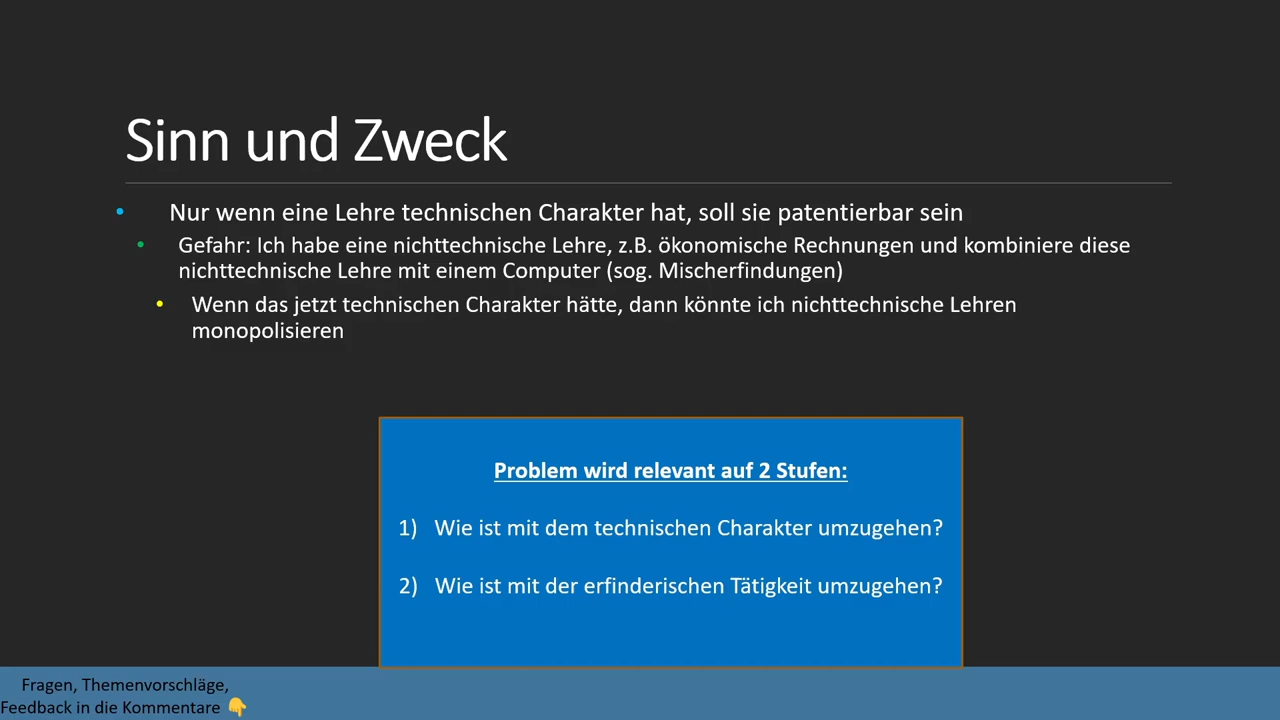 Sinn und Zweck
• Nur wenn eine Lehre technischen Charakter hat, soll sie patentierbar sein
• Gefahr: Ich habe eine nichttechnische Lehre, z.B. ökonomische Rechnungen und kombiniere diese
nichttechnische Lehre mit einem Computer (sog. Mischerfindungen)
• Wenn das jetzt technischen Charakter hätte, dann könnte ich nichttechnische Lehren
monopolisieren
Problem wird relevant auf 2 Stufen:
1) Wie ist mit dem technischen Charakter umzugehen?
2) Wie ist mit der erfinderischen Tätigkeit umzugehen?
Fragen, Themenvorschläge,
Feedback in die Kommentare 👇